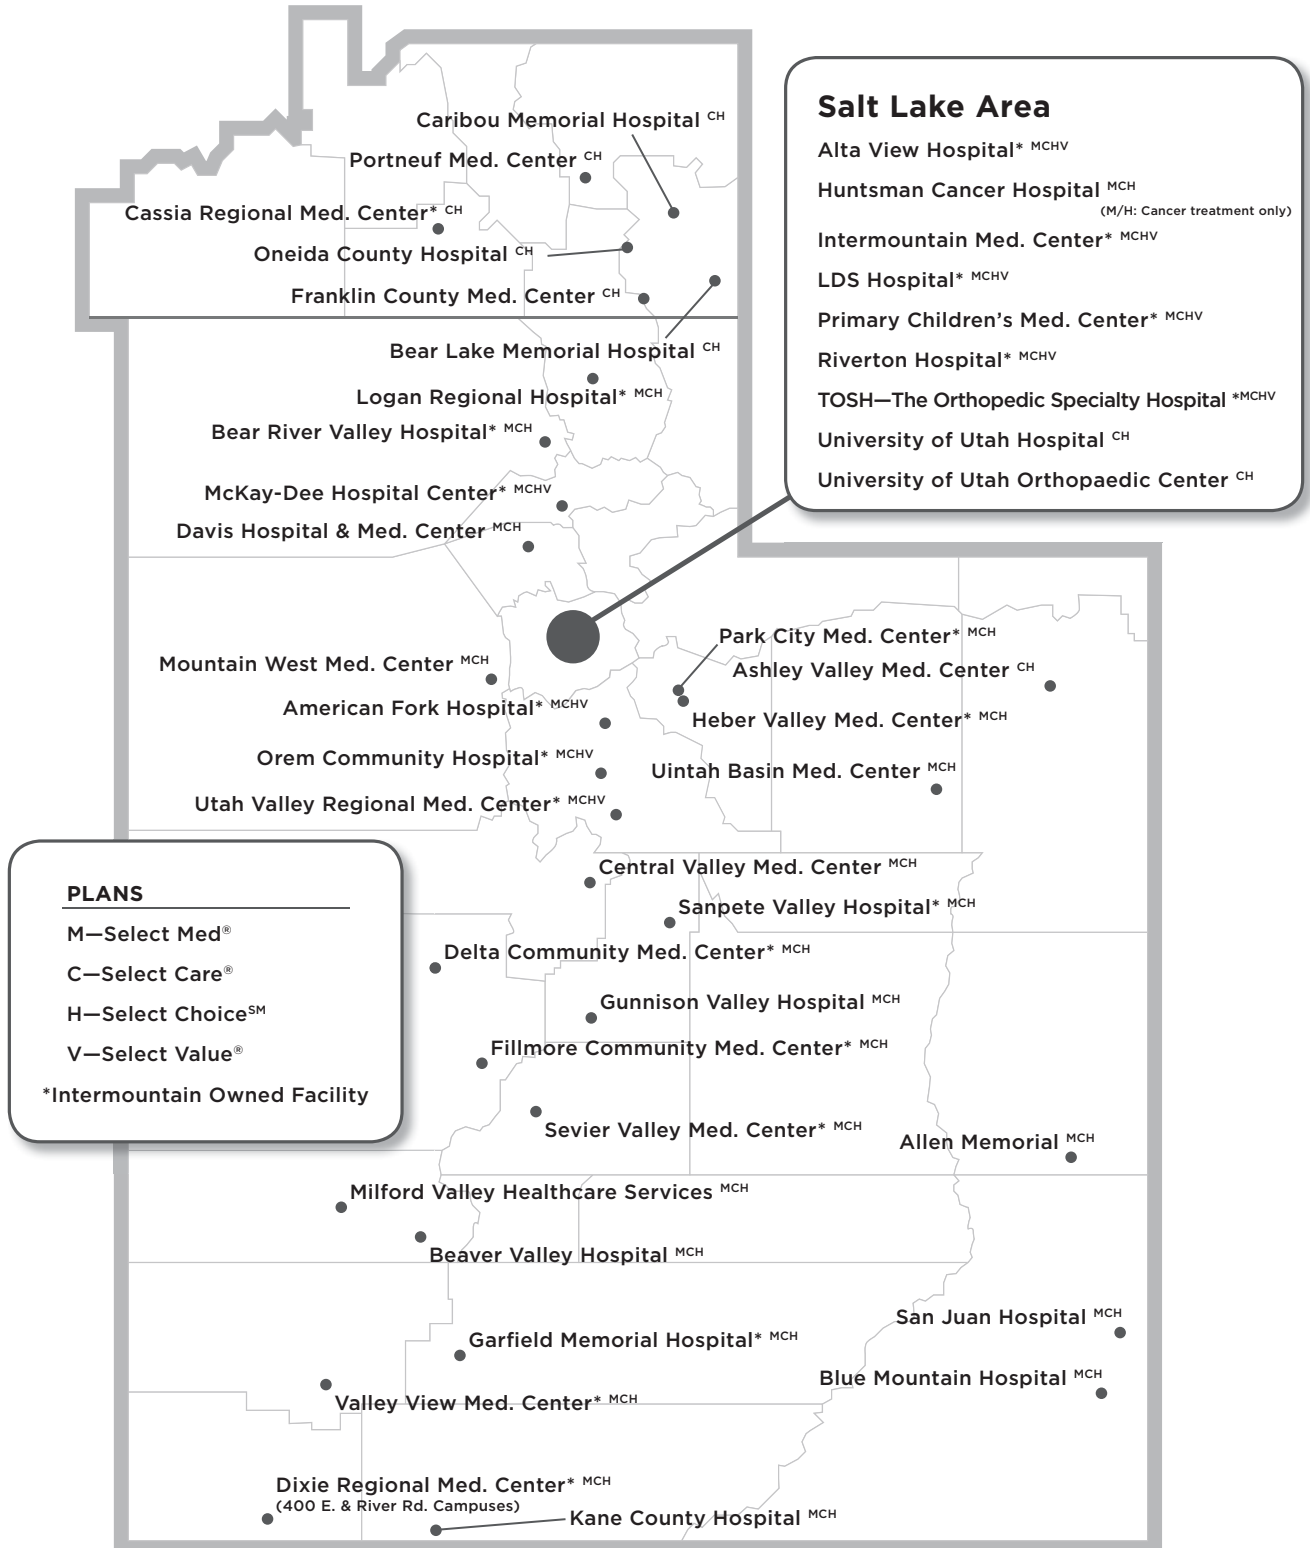 Caribou Memorial Hospital CH
Portneuf Med. Center CH
Cassia Regional Med. Center* CH
Oneida County Hospital CH
Franklin County Med. Center CH
Bear Lake Memorial Hospital CH
Logan Regional Hospital* MCH
Bear River Valley Hospital* MCH
McKay-Dee Hospital Center* MCHV
Davis Hospital & Med. Center MCH
Salt Lake Area
Alta View Hospital* MCHV
Huntsman Cancer Hospital MCH
(M/H: Cancer treatment only)
Intermountain Med. Center* MCHV
LDS Hospital* MCHV
Primary Children’s Med. Center* MCHV
Riverton Hospital* MCHV
TOSH—The Orthopedic Specialty Hospital *MCHV
University of Utah Hospital CH
University of Utah Orthopaedic Center CH
Park City Med. Center* MCH
Mountain West Med. Center MCH
Ashley Valley Med. Center CH
American Fork Hospital* MCHV
Heber Valley Med. Center* MCH
Orem Community Hospital* MCHV
Uintah Basin Med. Center MCH
Utah Valley Regional Med. Center* MCHV
PLANS
M—Select Med®
C—Select Care®
H—Select ChoiceSM
V—Select Value®
*Intermountain Owned Facility
Central Valley Med. Center MCH
Sanpete Valley Hospital* MCH
Delta Community Med. Center* MCH
Gunnison Valley Hospital MCH
Fillmore Community Med. Center* MCH
Sevier Valley Med. Center* MCH
Allen Memorial MCH
Milford Valley Healthcare Services MCH
Beaver Valley Hospital MCH
San Juan Hospital MCH
Garfield Memorial Hospital* MCH
Blue Mountain Hospital MCH
Valley View Med. Center* MCH
Dixie Regional Med. Center* MCH
(400 E. & River Rd. Campuses)
Kane County Hospital MCH